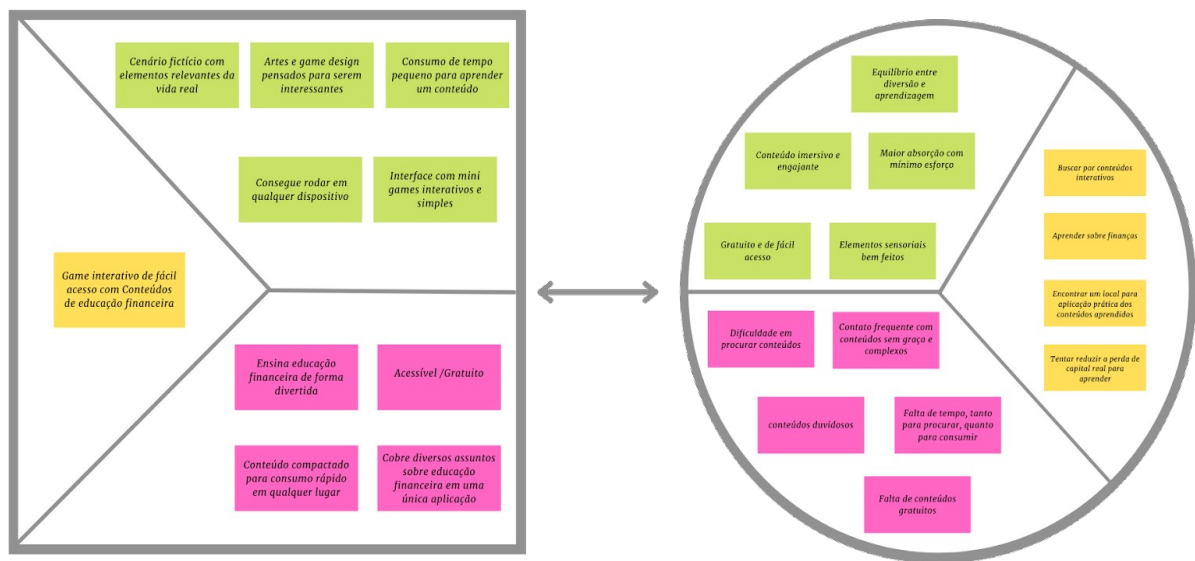 Cenário fictício com
elementos relevantes da
vida real
Artes e game design
pensados para serem
interessantes
Consumo de tempo
pequeno para aprender
um conteúdo
Consegue rodar em
qualquer dispositivo
Interface com mini
games interativos e
simples
Game interativo de fácil
acesso com Conteúdos
de educação financeira
Ensina educação
financeira de forma
divertida
Acessível /Gratuito
Conteúdo compactado
para consumo rápido
em qualquer lugar
Cobre diversos assuntos
sobre educação
financeira em uma
única aplicação
Equilíbrio entre
diversão e
aprendizagem
Conteúdo imersivo e
engajante
Maior absorção com
mínimo esforço
Gratuito e de fácil
acesso
Elementos sensoriais
bem feitos
Buscar por conteúdos
interativos
Aprender sobre finanças
Encontrar um local para
aplicação prática dos
conteúdos aprendidos
Tentar reduzir a perda de
capital real para
aprender
Dificuldade em
procurar conteúdos
Contato frequente com
conteúdos sem graça e
complexos
conteúdos duvidosos
Falta de tempo, tanto
para procurar, quanto
para consumir
Falta de conteúdos
gratuitos